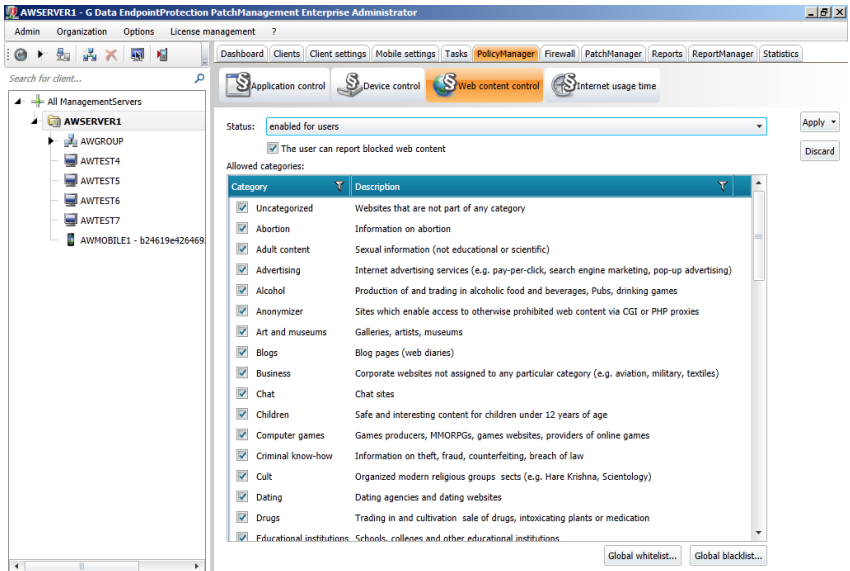 AWSERVER1 - G Data EndpointProtection PatchManagement Enterprise Administrator
Admin Organization Options License management ?
Dashboard Clients Client settings Mobile settings Tasks PolicyManager Firewall PatchManager Reports ReportManager Statistics
Search for client...
All ManagementServers
AWSERVER1
AWGROUP
AWTEST4
AWTEST5
AWTEST6
AWTEST7
AWMOBILE1 - b24619e426469
Application control Device control Web content control Internet usage time
Status: enabled for users
Apply
The user can report blocked web content
Discard
Allowed categories:
Category Description
Uncategorized Websites that are not part of any category
Abortion Information on abortion
Adult content Sexual information (not educational or scientific)
Advertising Internet advertising services (e.g. pay-per-click, search engine marketing, pop-up advertising)
Alcohol Production of and trading in alcoholic food and beverages, Pubs, drinking games
Anonymizer Sites which enable access to otherwise prohibited web content via CGI or PHP proxies
Art and museums Galleries, artists, museums
Blogs Blog pages (web diaries)
Business Corporate websites not assigned to any particular category (e.g. aviation, military, textiles)
Chat Chat sites
Children Safe and interesting content for children under 12 years of age
Computer games Games producers, MMORPGs, games websites, providers of online games
Criminal know-how Information on theft, fraud, counterfeiting, breach of law
Cult Organized modern religious groups sects (e.g. Hare Krishna, Scientology)
Dating Dating agencies and dating websites
Drugs Trading in and cultivation sale of drugs, intoxicating plants or medication
Educational institutions Schools, colleges and other educational institutions
Global whitelist... Global blacklist...